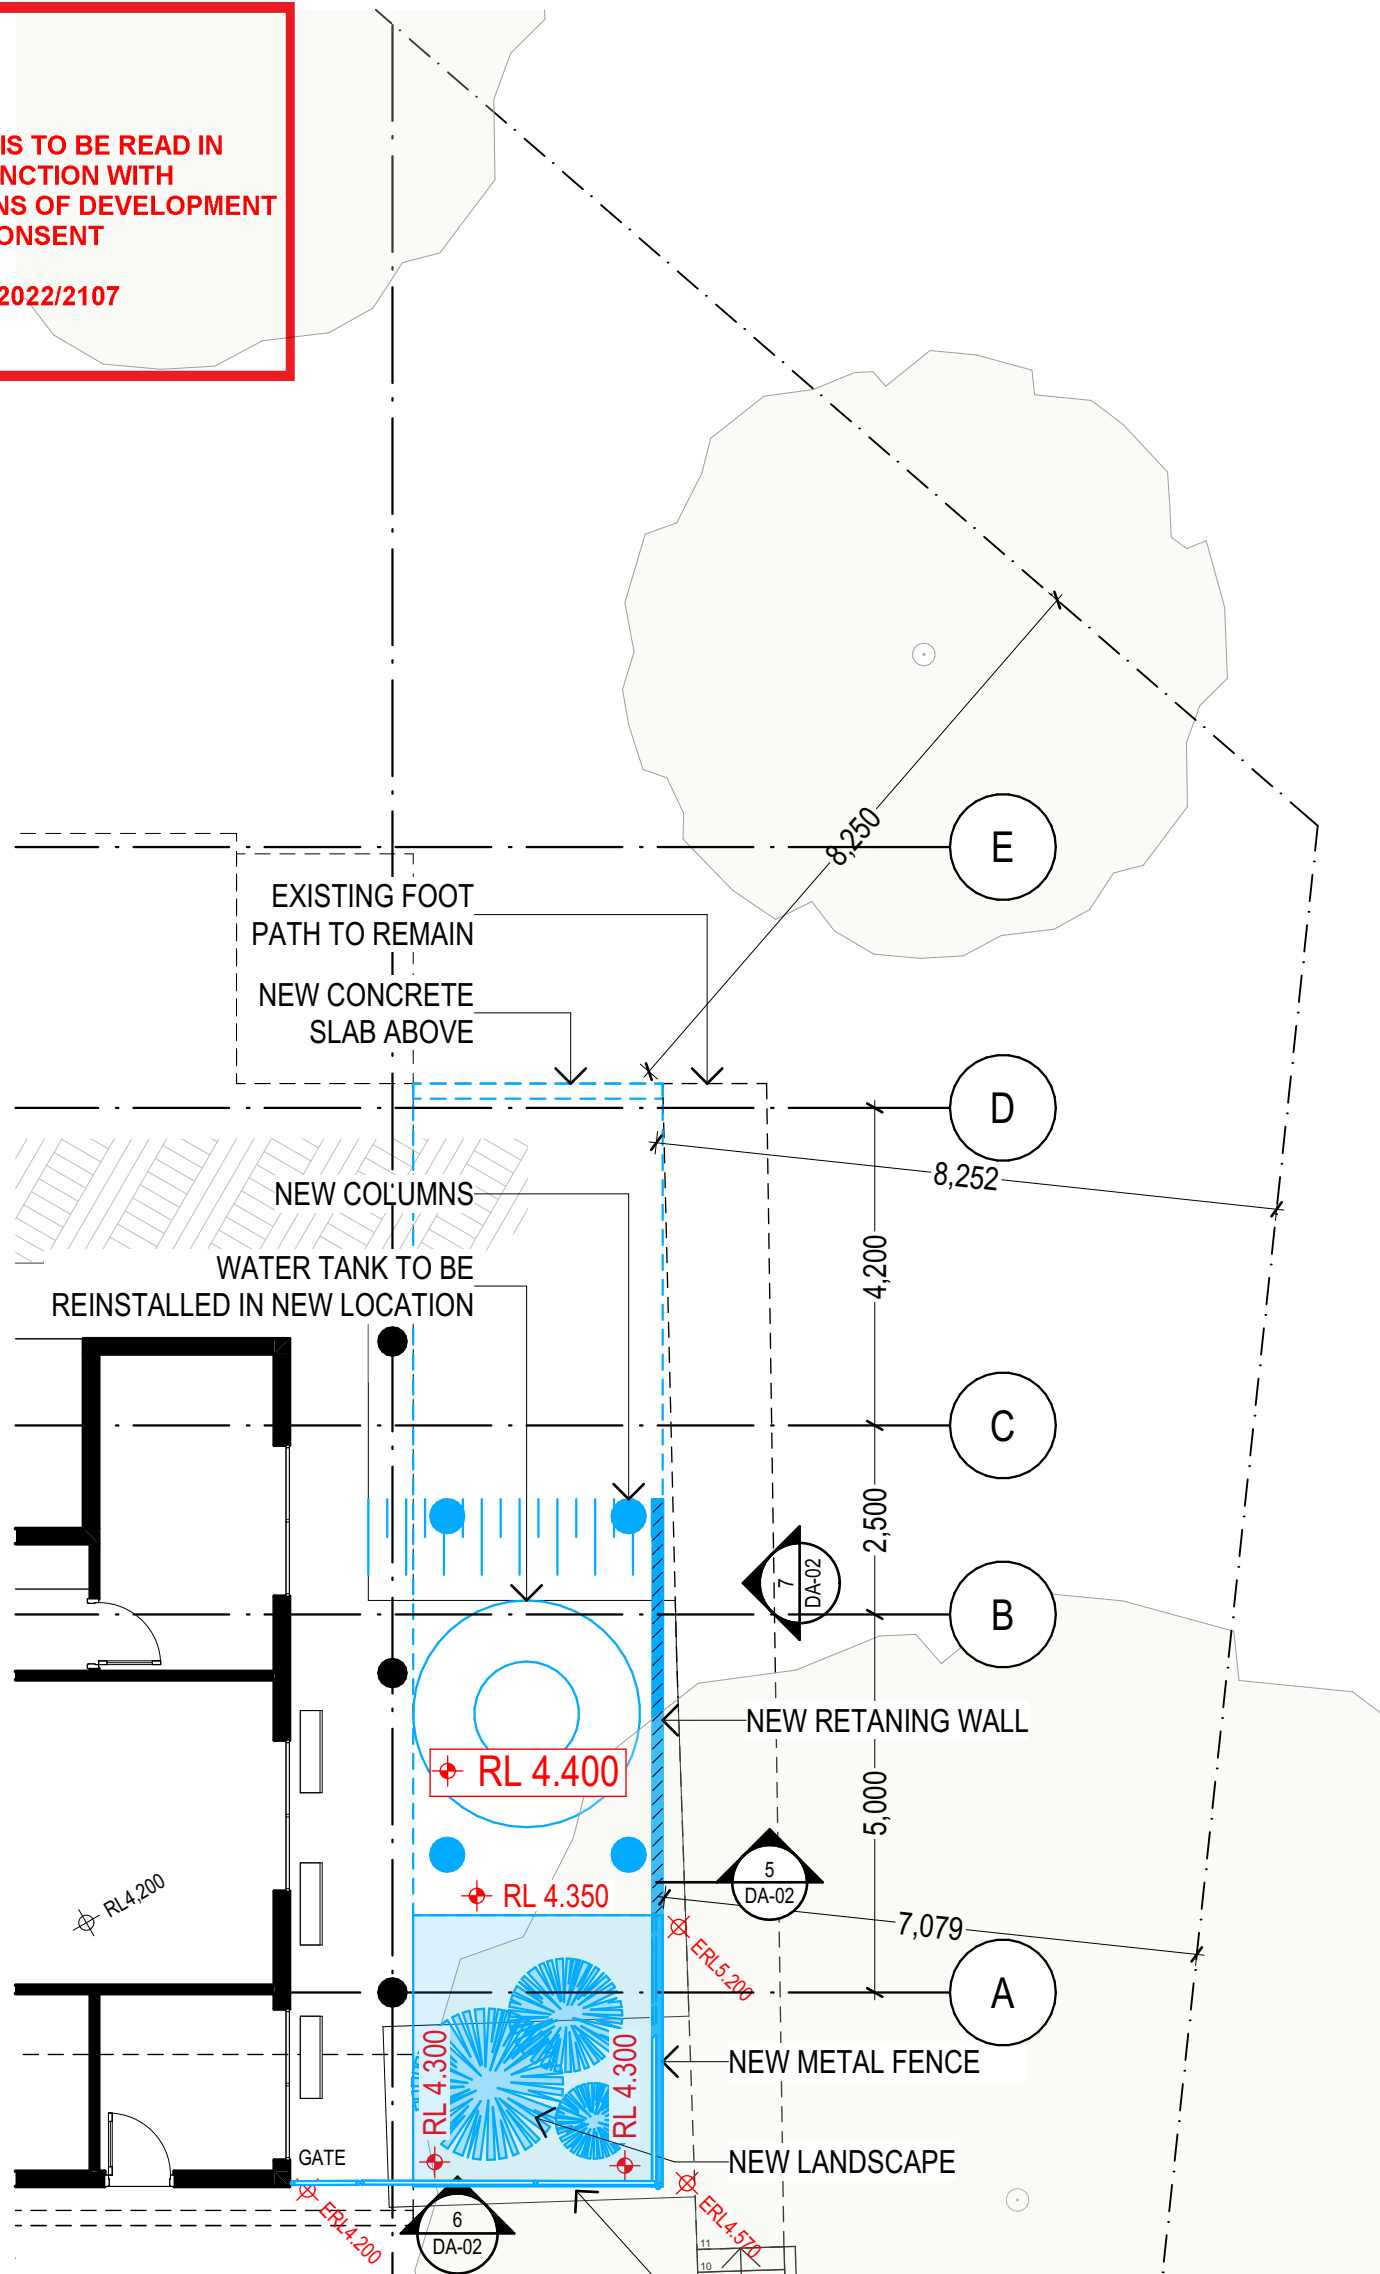 IS TO BE READ IN
NCTION WITH
NS OF DEVELOPMENT
ONSENT
2022/2107
8,250
E
EXISTING FOOT
PATH TO REMAIN
NEW CONCRETE
SLAB ABOVE
D
8,252
NEW COLUMNS
4,200
WATER TANK TO BE
REINSTALLED IN NEW LOCATION
C
2,500
7
DA-02
B
NEW RETANING WALL
RL 4.400
5,000
5
DA-02
RL 4.350
RL4,200
7,079
ERL5.200
A
RL 4.300
RL 4.300
NEW METAL FENCE
GATE
NEW LANDSCAPE
ERL4.200
6
DA-02
ERL4.570
11
10